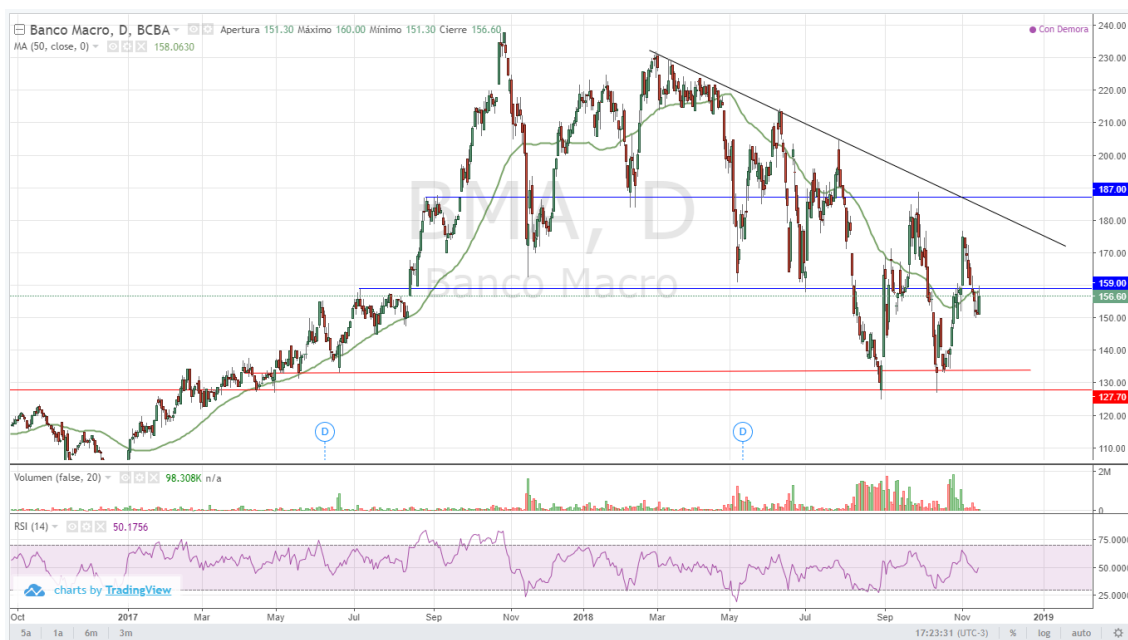 Banco Macro, D, BCBA Apertura 151.30 Máximo 160.00 Mínimo 151.30 Cierre 156.60
Con Demora
MA (50, close, 0) 158.0630
BMA, D
Banco Macro
240.00
230.00
220.00
210.00
200.00
187.00
180.00
170.00
159.00
156.60
150.00
140.00
130.00
127.70
120.00
110.00
D D
Volumen (false, 20) 98.308K n/a
2M
0
RSI (14) 50.1756
75.0000
50.0000
25.0000
charts by TradingView
Oct 2017 Mar May Jul Sep Nov 2018 Mar May Jul Sep Nov 2019
5a 1a 6m 3m 17:23:31 (UTC-3) % log auto